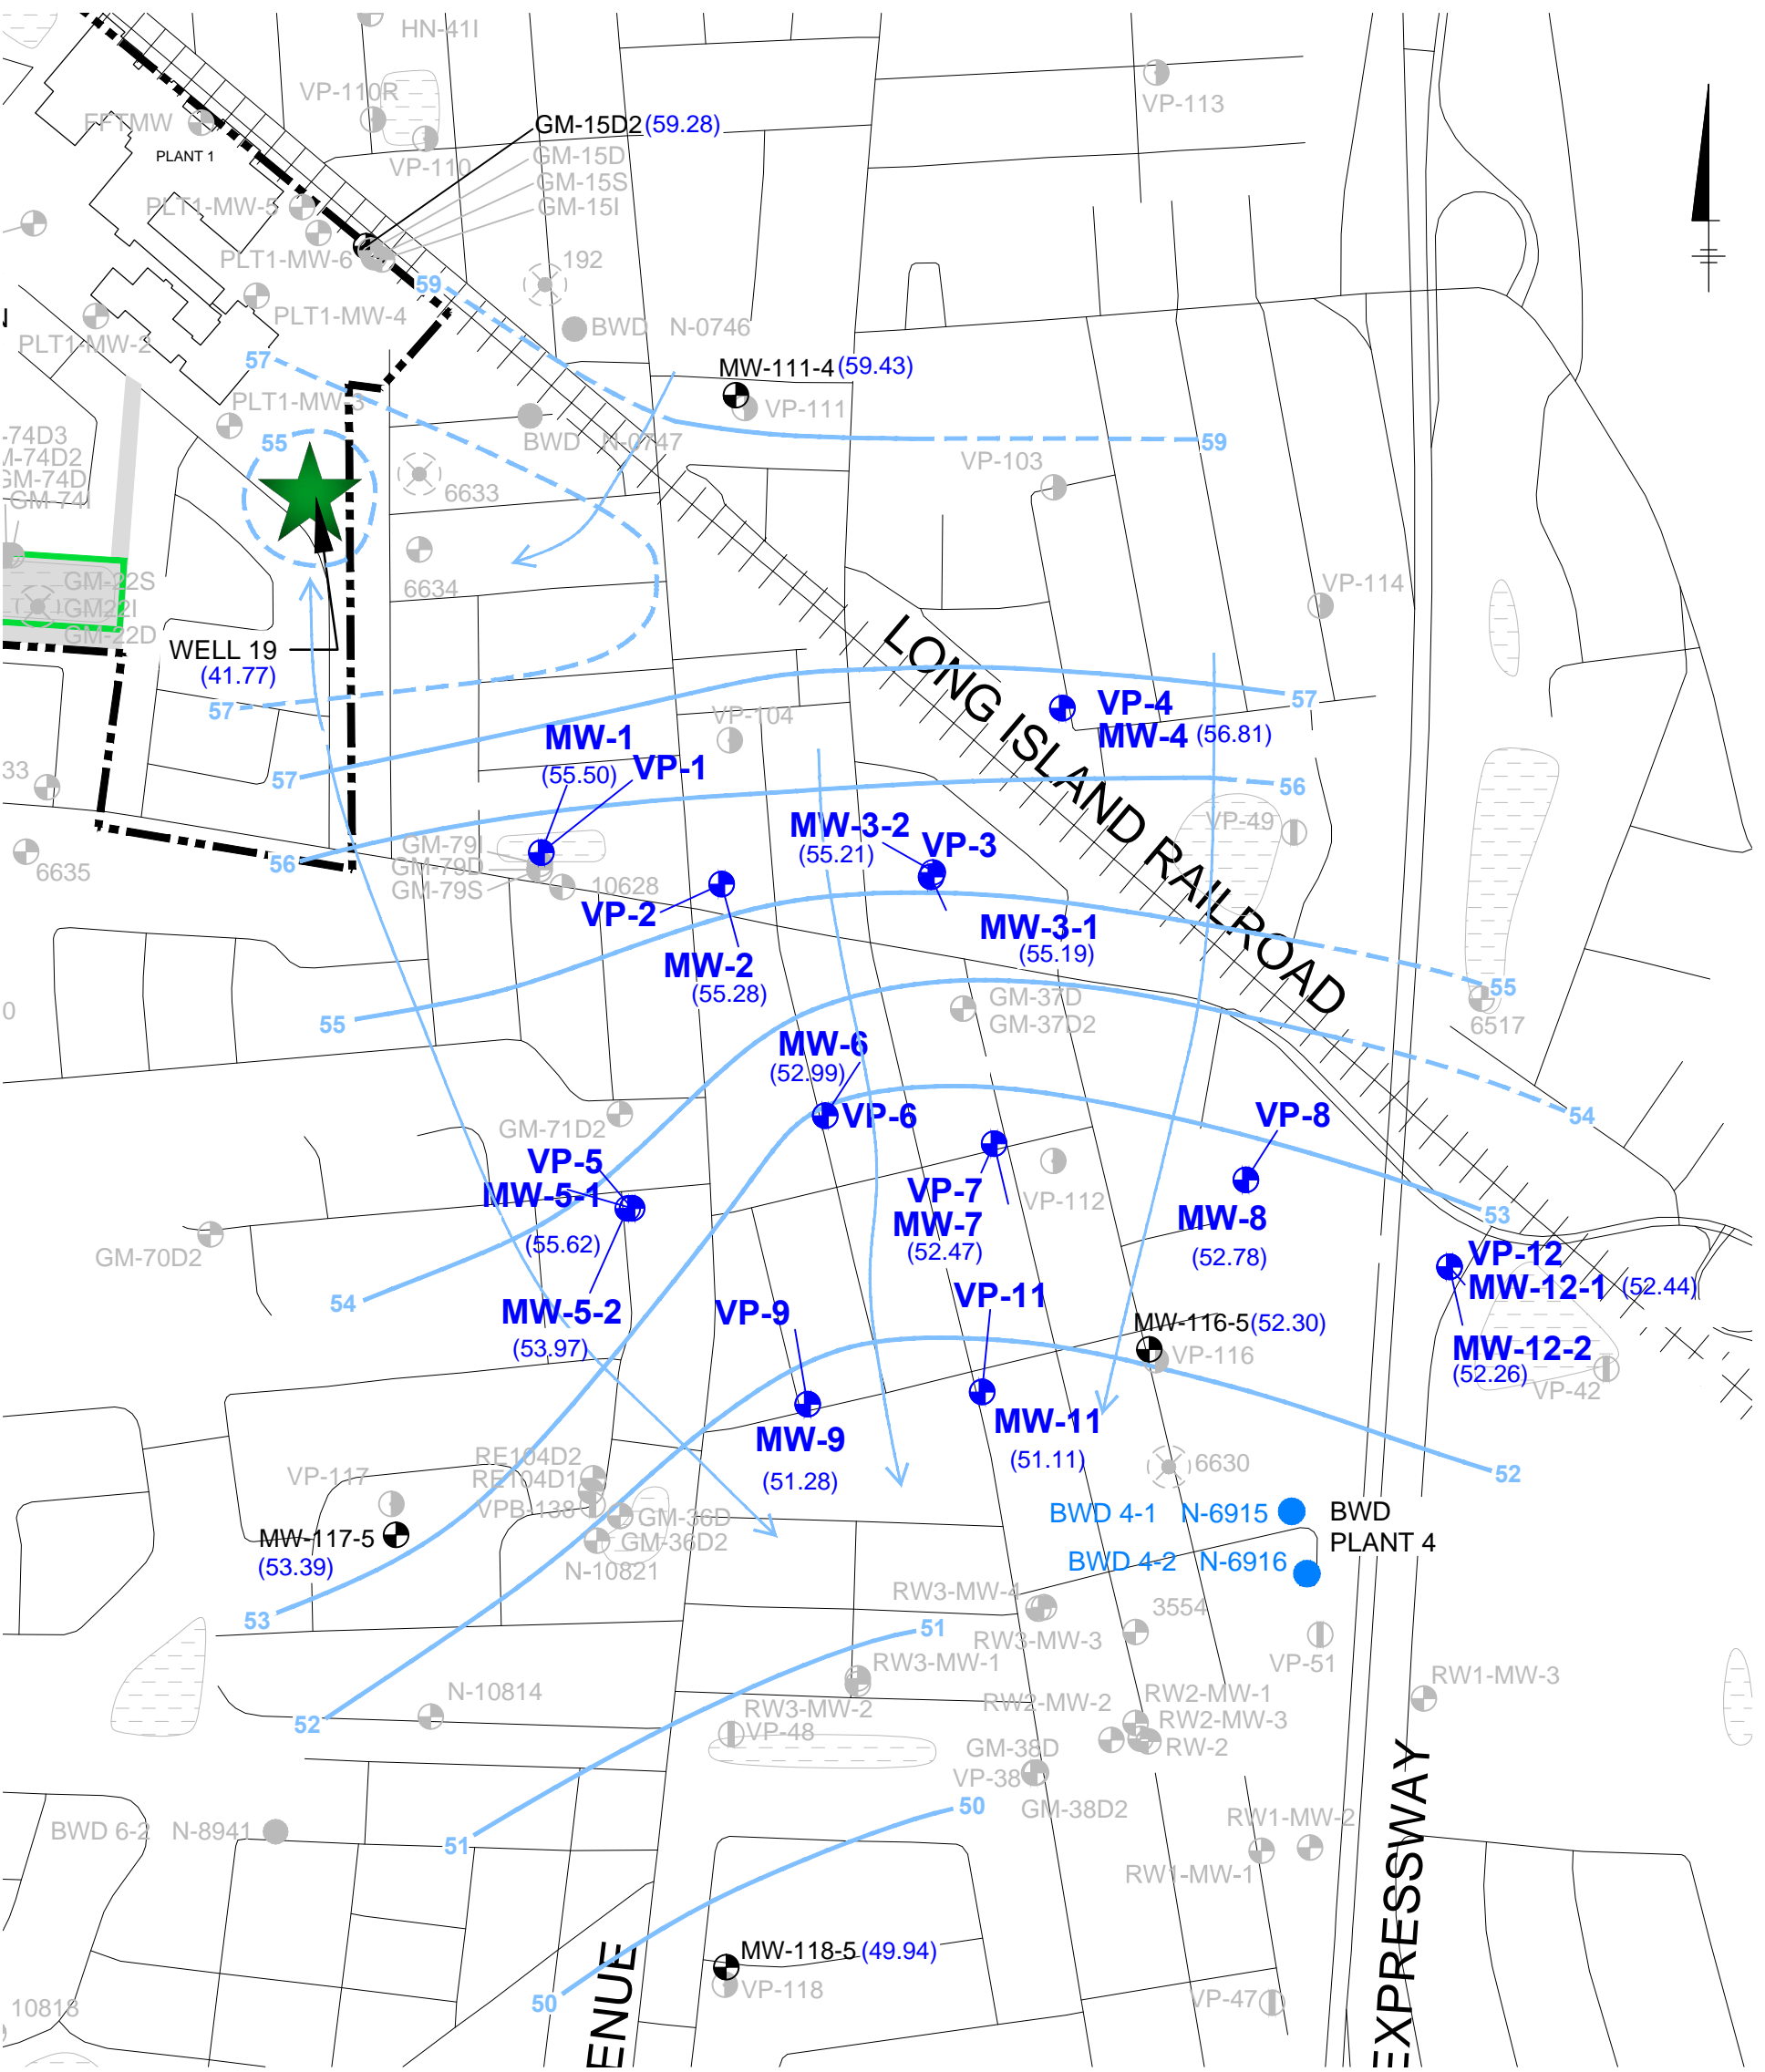 HN-41I
VP-110R
VP-113
FFTMW
GM-15D2 (59.28)
PLANT 1
VP-110
GM-15D
GM-15S
GM-15I
PLT1-MW-5
PLT1-MW-6
192
59
PLT1-MW-4
BWD N-0746
PLT1-MW-2
57
MW-111-4 (59.43)
PLT1-MW-3
VP-111
BWD N-0747
55
59
-74D3
GM-74D
GM-74I
VP-103
6633
6634
GM-22S
GM22I
GM-22D
VP-114
WELL 19
(41.77)
LONG ISLAND RAILROAD
57
57
VP-4
MW-4 (56.81)
VP-104
MW-1
(55.50)
VP-1
33
57
56
MW-3-2
(55.21)
VP-3
VP-49
GM-79I
GM-79D
GM-79S
56
6635
10628
VP-2
MW-3-1
(55.19)
MW-2
(55.28)
55
55
0
GM-37D
GM-37D2
6517
MW-6
(52.99)
VP-6
54
VP-8
GM-71D2
VP-5
MW-5-1
(55.62)
VP-7
MW-7
(52.47)
VP-112
MW-8
(52.78)
53
GM-70D2
VP-12
MW-12-1 (52.44)
54
MW-5-2
(53.97)
VP-9
VP-11
MW-116-5 (52.30)
VP-116
MW-12-2
(52.26)
VP-42
MW-9
(51.28)
MW-11
(51.11)
6630
52
RE104D2
RE104D1
VP-117
VPB-138
GM-36D
GM-36D2
N-10821
MW-117-5
(53.39)
BWD 4-1 N-6915
BWD
PLANT 4
BWD 4-2 N-6916
RW3-MW-4
3554
53
51
RW3-MW-3
RW3-MW-1
VP-51
RW1-MW-3
N-10814
RW3-MW-2
VP-48
RW2-MW-2
RW2-MW-1
RW2-MW-3
RW-2
52
GM-38D
VP-38
GM-38D2
50
RW1-MW-2
BWD 6-2 N-8941
51
RW1-MW-1
EXPRESSWAY
MW-118-5 (49.94)
VP-118
50
VP-47
10818
ENUE